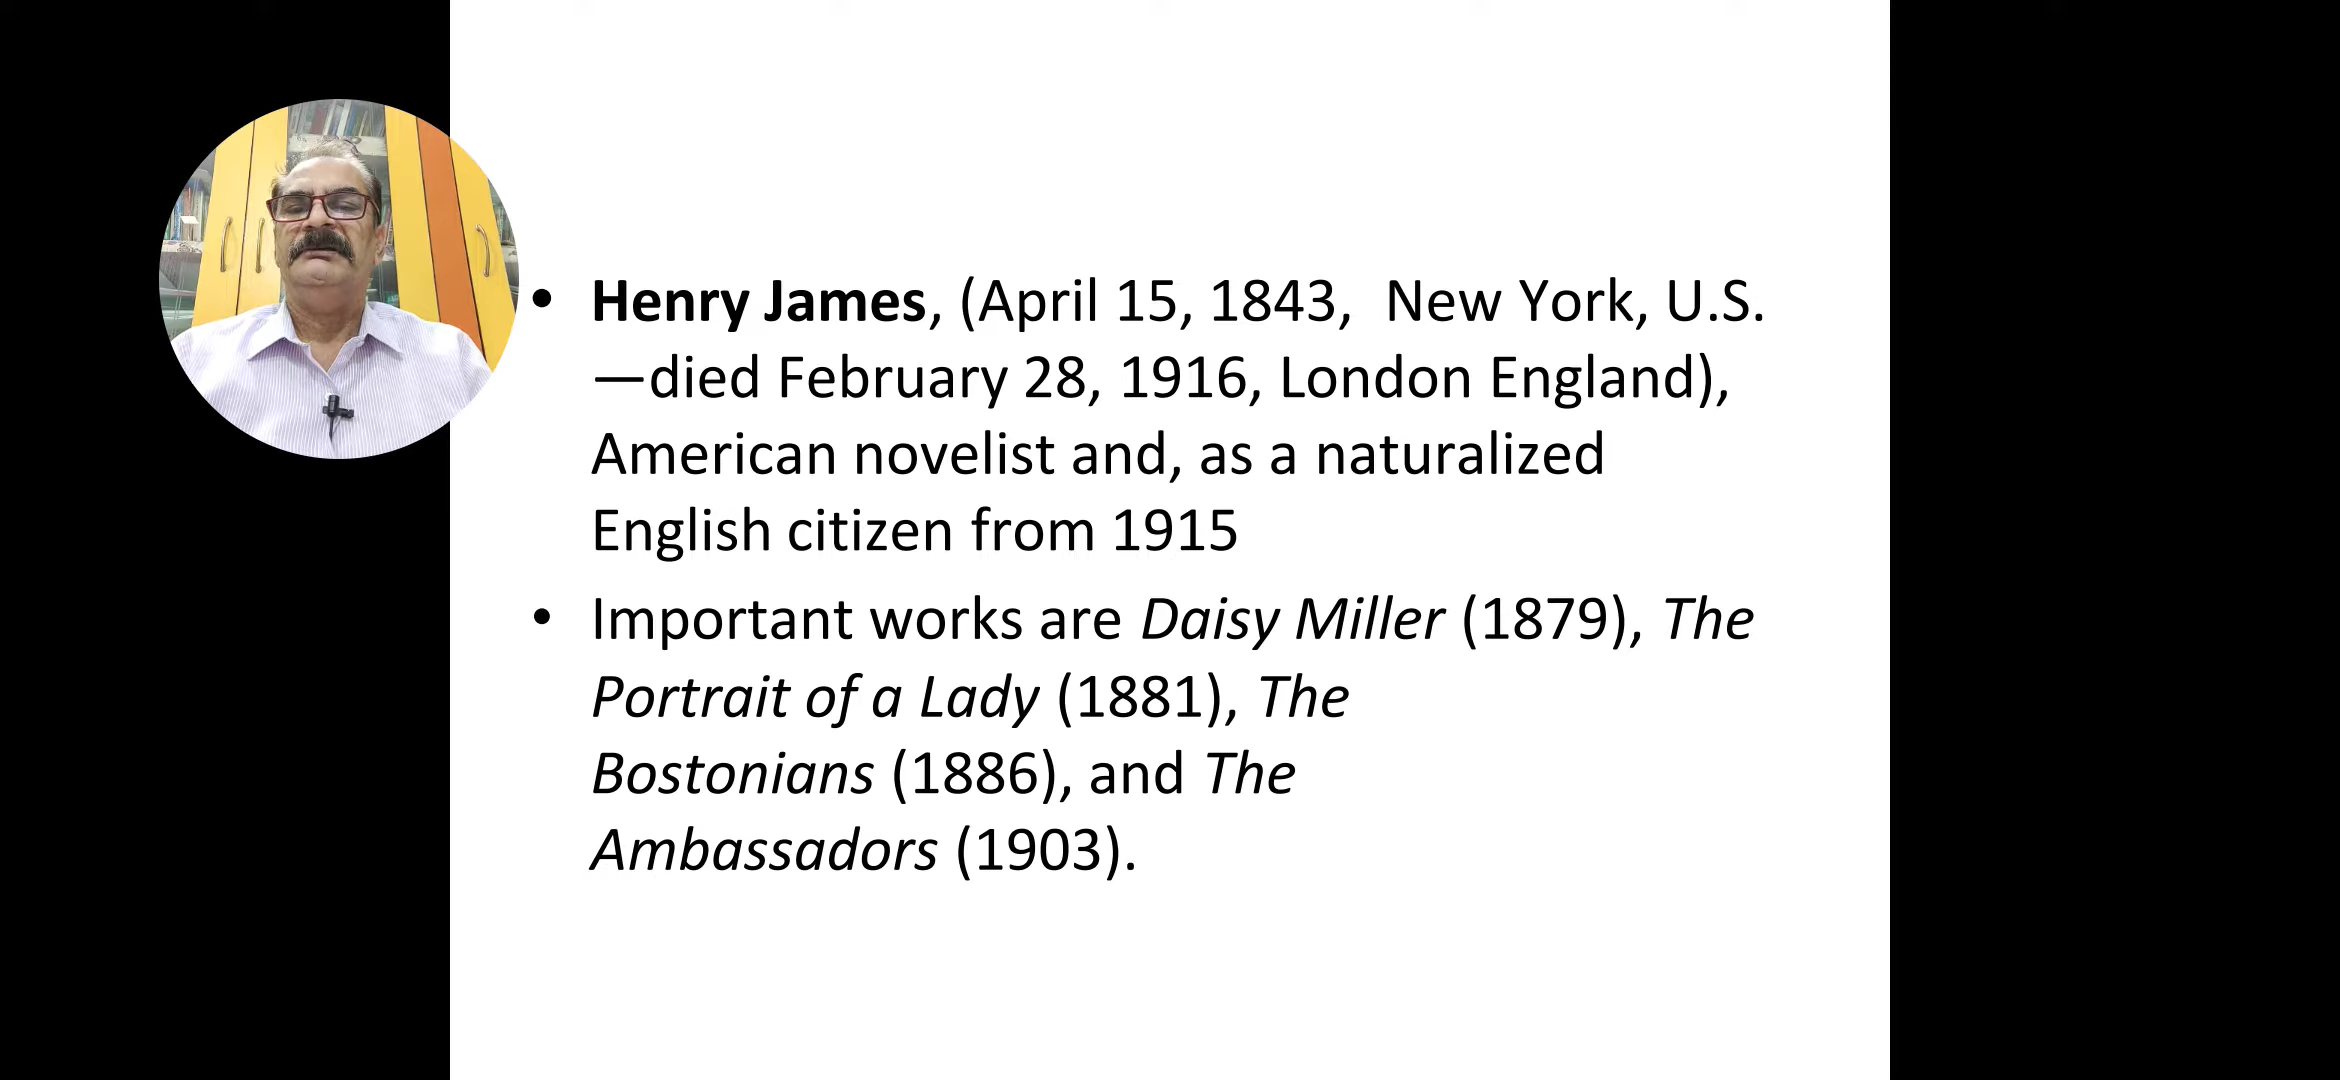 • Henry James, (April 15, 1843,  New York, U.S.
—died February 28, 1916, London England),
American novelist and, as a naturalized
English citizen from 1915
• Important works are Daisy Miller (1879), The
Portrait of a Lady (1881), The
Bostonians (1886), and The
Ambassadors (1903).